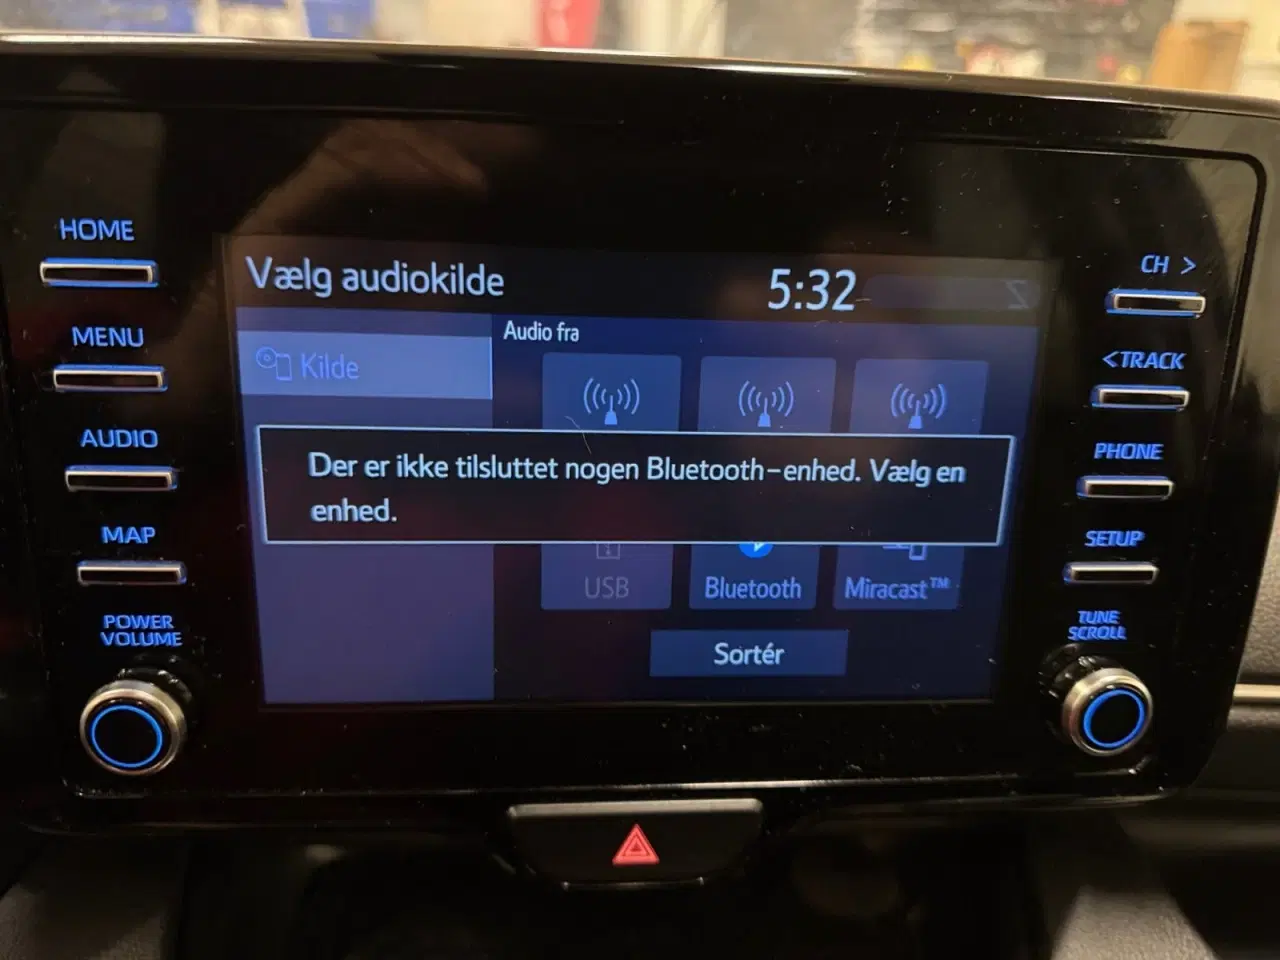 HOME
MENU
AUDIO
MAP
POWER
VOLUME
Vælg audiokilde
5:32
Kilde
Audio fra
Der er ikke tilsluttet nogen Bluetooth-enhed. Vælg en
enhed.
USB
Bluetooth
Miracast™
Sortér
CH >
<TRACK
PHONE
SETUP
TUNE
SCROLL